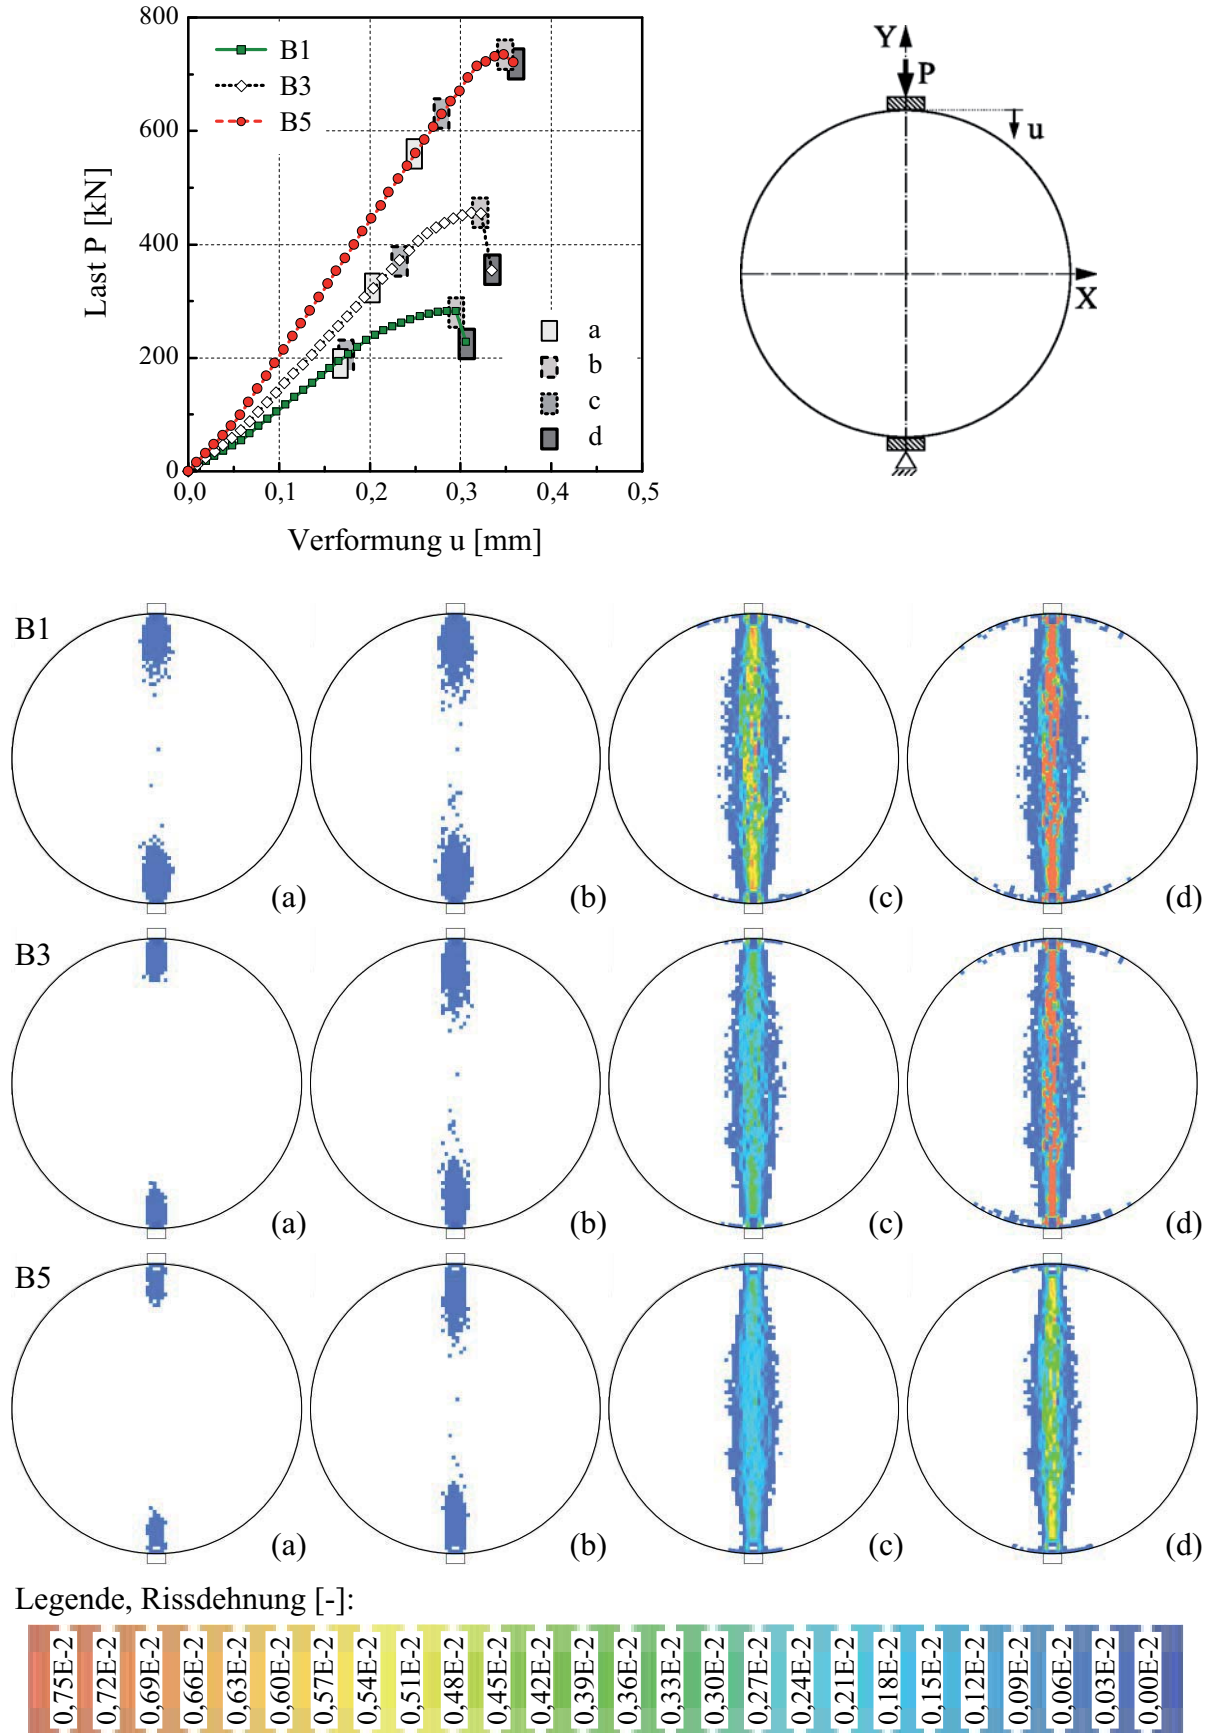 800
600
400
200
0
Last P [kN]
B1
B3
B5
a
b
c
d
0,0 0,1 0,2 0,3 0,4 0,5
Verformung u [mm]
Y
P
u
X
B1
(a) (b) (c) (d)
B3
(a) (b) (c) (d)
B5
(a) (b) (c) (d)
Legende, Rissdehnung [-]:
0,75E-2
0,72E-2
0,69E-2
0,66E-2
0,63E-2
0,60E-2
0,57E-2
0,54E-2
0,51E-2
0,48E-2
0,45E-2
0,42E-2
0,39E-2
0,36E-2
0,33E-2
0,30E-2
0,27E-2
0,24E-2
0,21E-2
0,18E-2
0,15E-2
0,12E-2
0,09E-2
0,06E-2
0,03E-2
0,00E-2